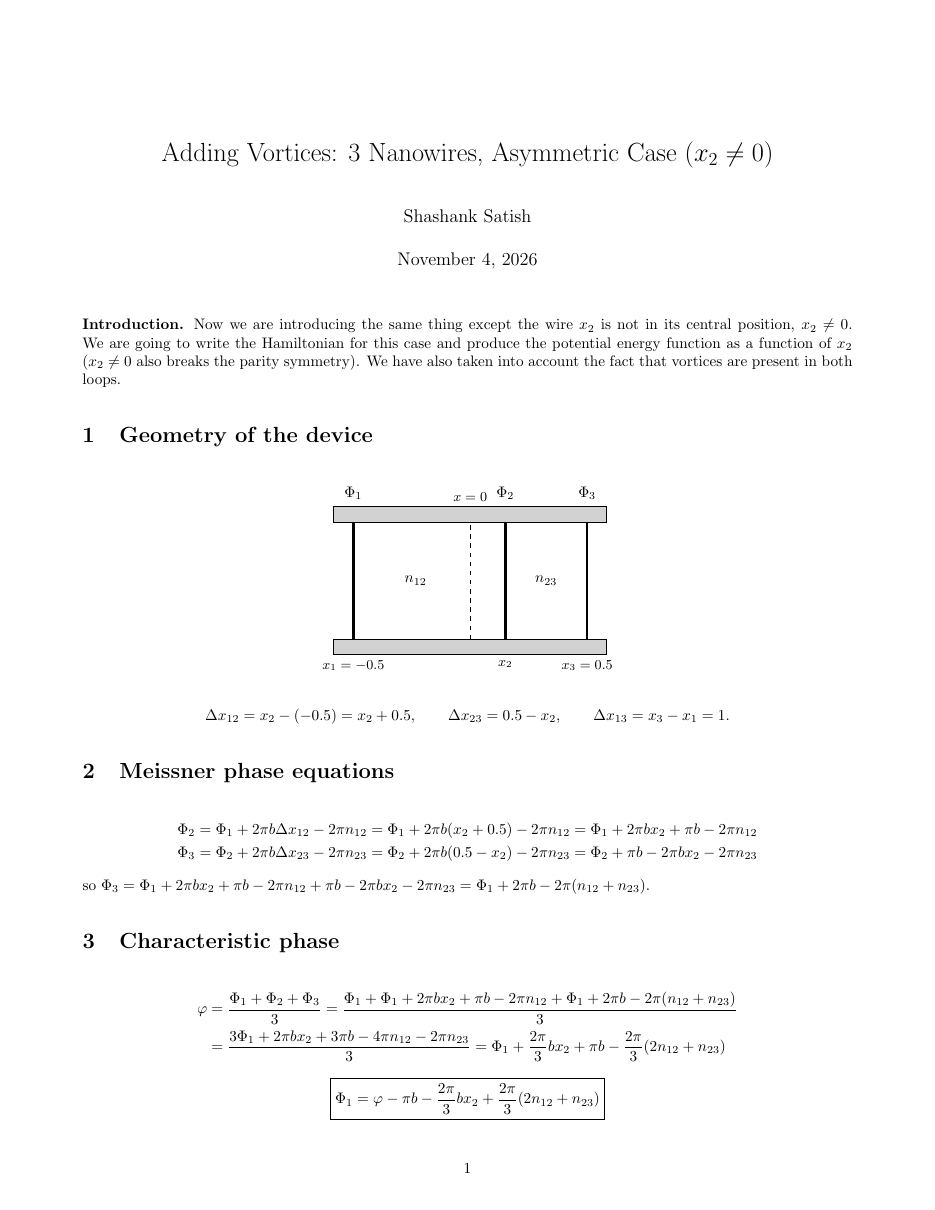 Adding Vortices: 3 Nanowires, Asymmetric Case (x₂ ≠ 0)
Shashank Satish
November 4, 2026
Introduction. Now we are introducing the same thing except the wire x₂ is not in its central position, x₂ ≠ 0.
We are going to write the Hamiltonian for this case and produce the potential energy function as a function of x₂
(x₂ ≠ 0 also breaks the parity symmetry). We have also taken into account the fact that vortices are present in both
loops.
1 Geometry of the device
Φ₁ x = 0 Φ₂ Φ₃
n₁₂ n₂₃
x₁ = −0.5 x₂ x₃ = 0.5
Δx₁₂ = x₂ − (−0.5) = x₂ + 0.5, Δx₂₃ = 0.5 − x₂, Δx₁₃ = x₃ − x₁ = 1.
2 Meissner phase equations
Φ₂ = Φ₁ + 2πbΔx₁₂ − 2πn₁₂ = Φ₁ + 2πb(x₂ + 0.5) − 2πn₁₂ = Φ₁ + 2πbx₂ + πb − 2πn₁₂
Φ₃ = Φ₂ + 2πbΔx₂₃ − 2πn₂₃ = Φ₂ + 2πb(0.5 − x₂) − 2πn₂₃ = Φ₂ + πb − 2πbx₂ − 2πn₂₃
so Φ₃ = Φ₁ + 2πbx₂ + πb − 2πn₁₂ + πb − 2πbx₂ − 2πn₂₃ = Φ₁ + 2πb − 2π(n₁₂ + n₂₃).
3 Characteristic phase
φ = (Φ₁ + Φ₂ + Φ₃)/3 = (Φ₁ + Φ₁ + 2πbx₂ + πb − 2πn₁₂ + Φ₁ + 2πb − 2π(n₁₂ + n₂₃))/3
= (3Φ₁ + 2πbx₂ + 3πb − 4πn₁₂ − 2πn₂₃)/3 = Φ₁ + (2π/3)bx₂ + πb − (2π/3)(2n₁₂ + n₂₃)
Φ₁ = φ − πb − (2π/3)bx₂ + (2π/3)(2n₁₂ + n₂₃)
1